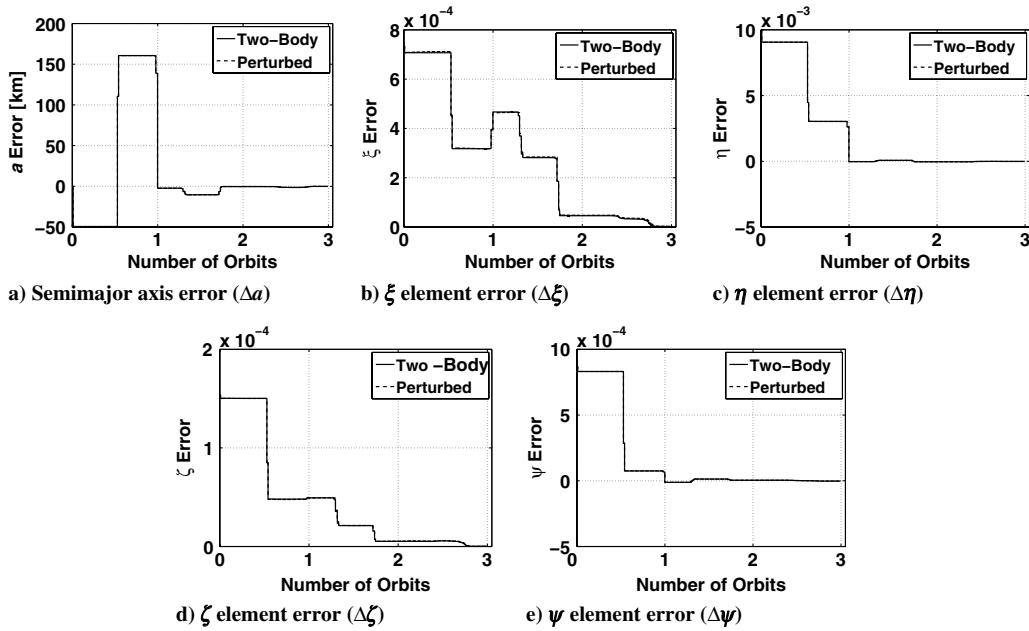 200
150
100
50
0
−50
0 1 2 3
a Error [km]
Number of Orbits
Two-Body
Perturbed
a) Semimajor axis error (Δa)
x 10⁻⁴
8
6
4
2
0
0 1 2 3
ξ Error
Number of Orbits
Two-Body
Perturbed
b) ξ element error (Δξ)
x 10⁻³
10
5
0
−5
0 1 2 3
η Error
Number of Orbits
Two-Body
Perturbed
c) η element error (Δη)
x 10⁻⁴
2
1
0
0 1 2 3
ζ Error
Number of Orbits
Two −Body
Perturbed
d) ζ element error (Δζ)
x 10⁻⁴
10
5
0
−5
0 1 2 3
ψ Error
Number of Orbits
Two-Body
Perturbed
e) ψ element error (Δψ)